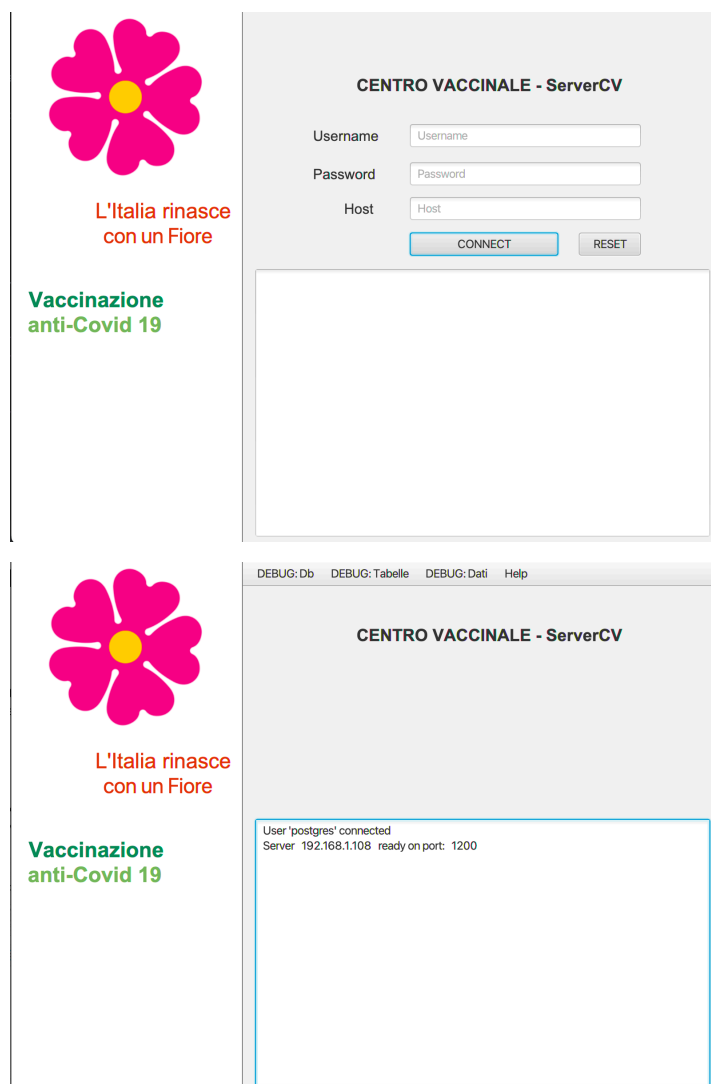 CENTRO VACCINALE - ServerCV
Username Username
Password Password
Host Host
CONNECT RESET
L'Italia rinasce
con un Fiore
Vaccinazione
anti-Covid 19
DEBUG: Db DEBUG: Tabelle DEBUG: Dati Help
CENTRO VACCINALE - ServerCV
L'Italia rinasce
con un Fiore
Vaccinazione
anti-Covid 19
User 'postgres' connected
Server 192.168.1.108 ready on port: 1200